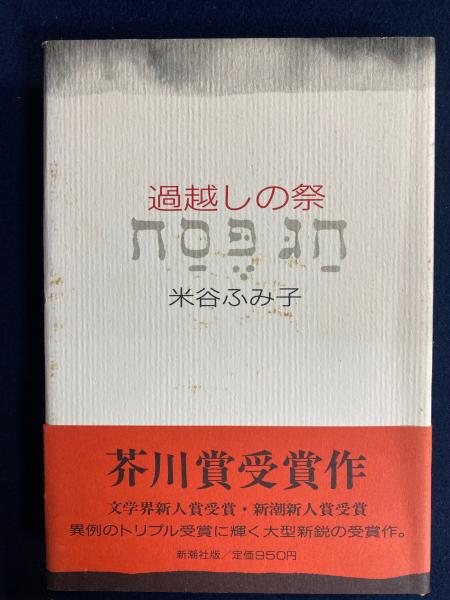 過越しの祭
חַג פֶּסַח
米谷ふみ子
芥川賞受賞作
文学界新人賞受賞・新潮新人賞受賞
異例のトリプル受賞に輝く大型新鋭の受賞作。
新潮社版/定価950円